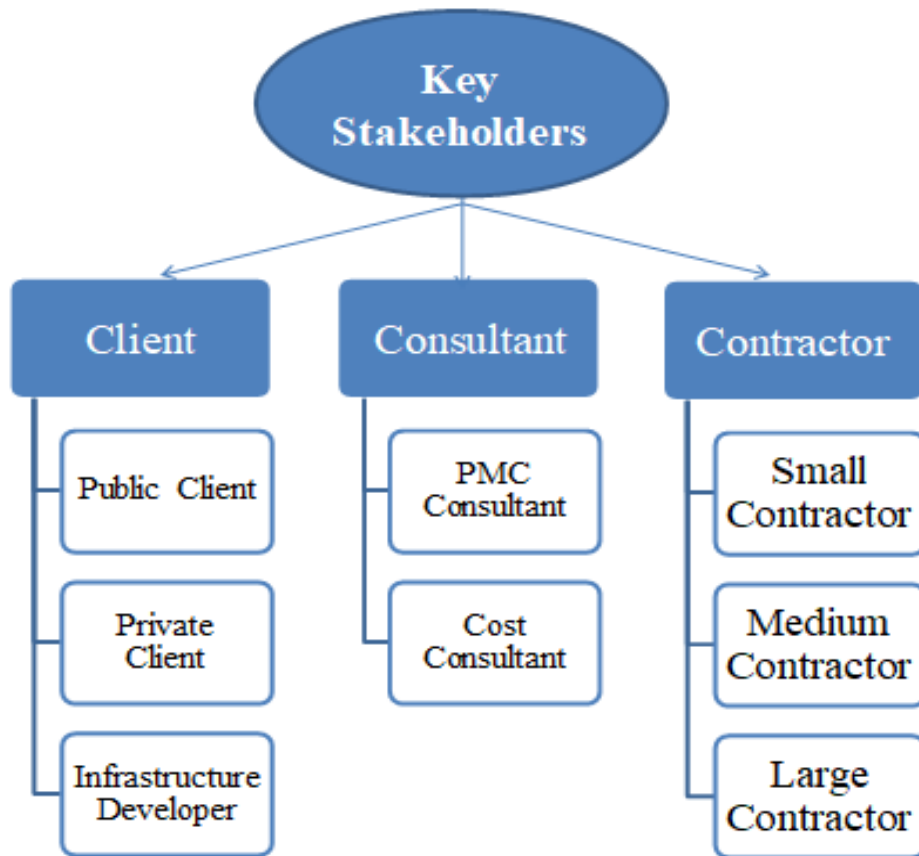 Key
Stakeholders
Client
Consultant
Contractor
Public Client
Private
Client
Infrastructure
Developer
PMC
Consultant
Cost
Consultant
Small
Contractor
Medium
Contractor
Large
Contractor